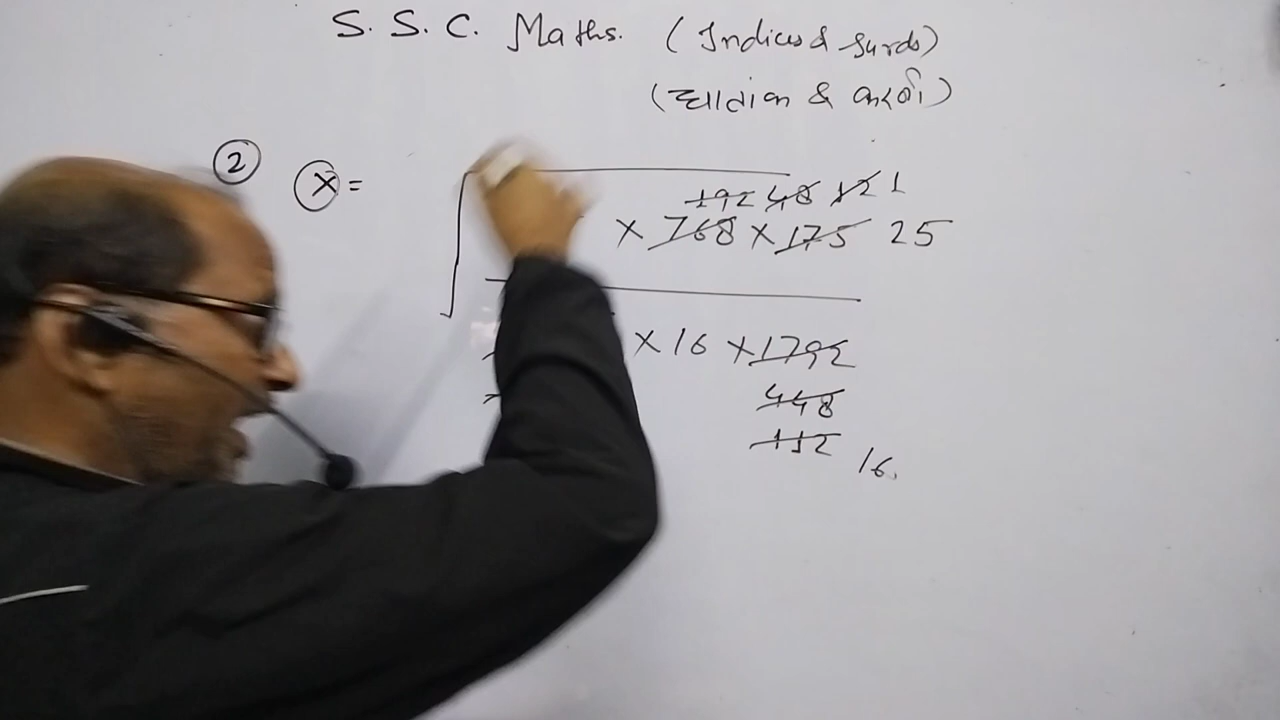 S. S. C. Maths. (Indices & Surds)
(घातांक & करणी)
② ⓧ =
192 48 12 1
× 768 × 175 25
× 16 × 1792
448
112
16.